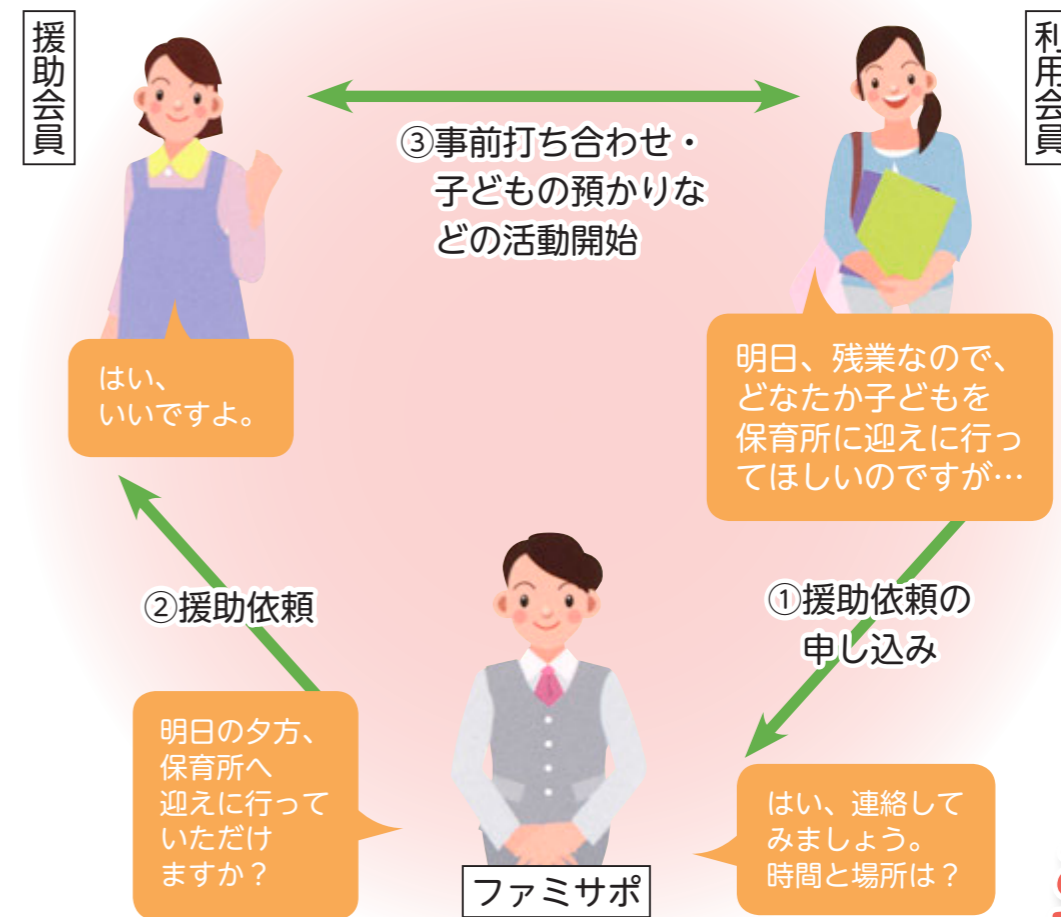 援助会員
利用会員
③事前打ち合わせ・
子どもの預かりな
どの活動開始
はい、
いいですよ。
明日、残業なので、
どなたか子どもを
保育所に迎えに行っ
てほしいのですが…
②援助依頼
①援助依頼の
申し込み
明日の夕方、
保育所へ
迎えに行って
いただけ
ますか？
はい、連絡して
みましょう。
時間と場所は？
ファミサポ